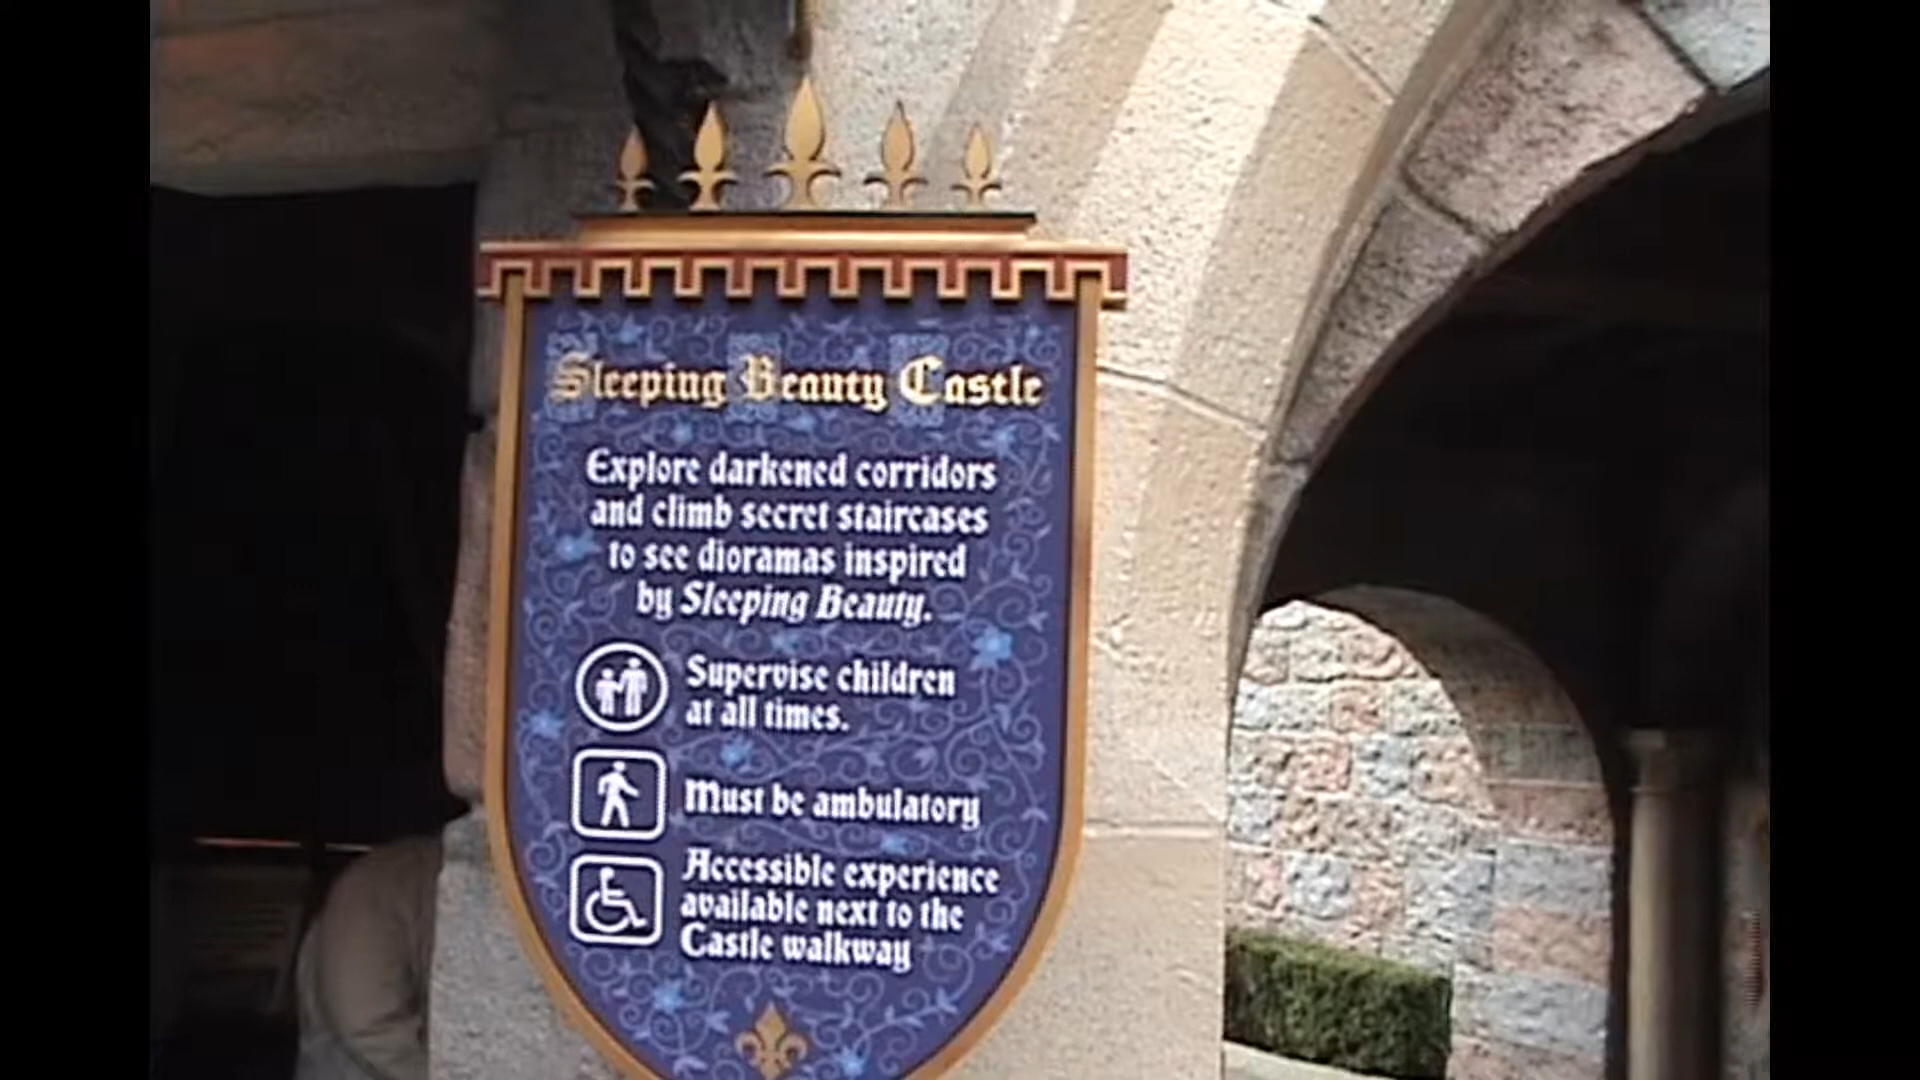 Sleeping Beauty Castle
Explore darkened corridors
and climb secret staircases
to see dioramas inspired
by Sleeping Beauty.
Supervise children
at all times.
Must be ambulatory
Accessible experience
available next to the
Castle walkway